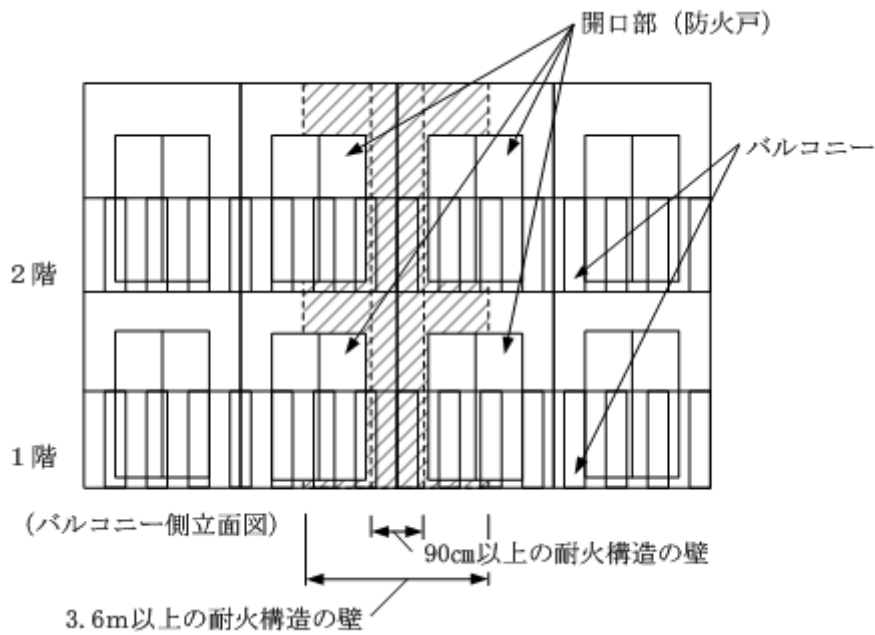 開口部（防火戸）
バルコニー
2階
1階
(バルコニー側立面図)
90㎝以上の耐火構造の壁
3.6m以上の耐火構造の壁